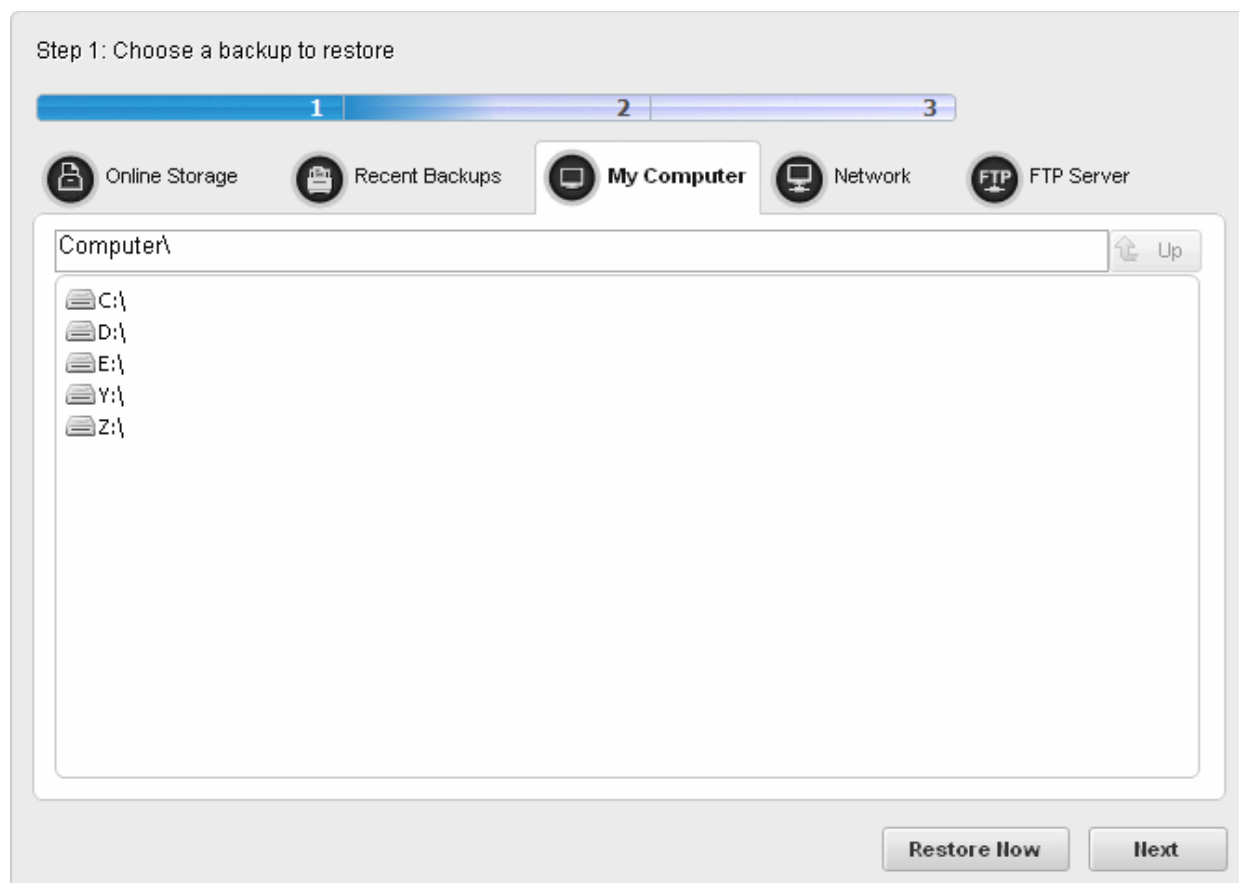 Step 1: Choose a backup to restore
1 2 3
Online Storage Recent Backups My Computer Network FTP FTP Server
Computer\ Up
C:\
D:\
E:\
Y:\
Z:\
Restore Now Next